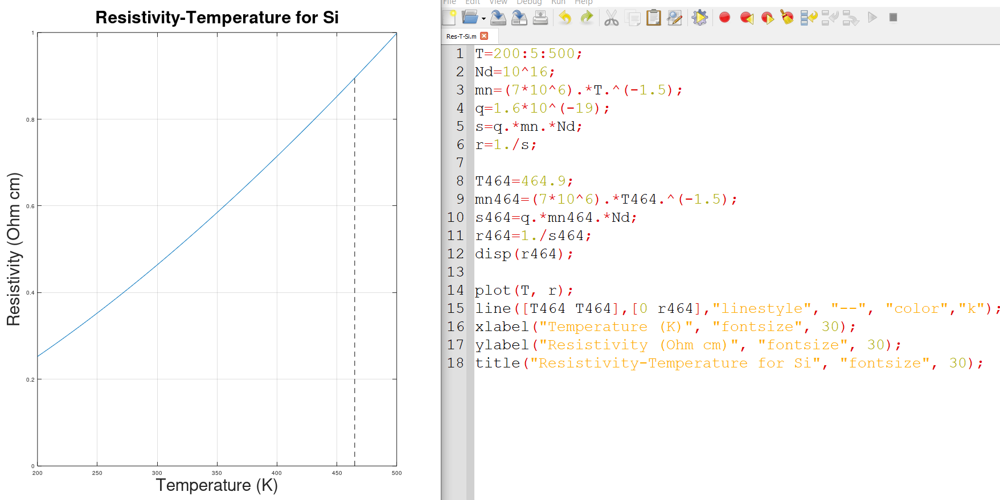 Resistivity-Temperature for Si
1
0.8
0.6
0.4
0.2
0
Resistivity (Ohm cm)
200 250 300 350 400 450 500
Temperature (K)
File Edit View Debug Run Help
Res-T-Si.m
1 T=200:5:500;
2 Nd=10^16;
3 mn=(7*10^6).*T.^(-1.5);
4 q=1.6*10^(-19);
5 s=q.*mn.*Nd;
6 r=1./s;
7
8 T464=464.9;
9 mn464=(7*10^6).*T464.^(-1.5);
10 s464=q.*mn464.*Nd;
11 r464=1./s464;
12 disp(r464);
13
14 plot(T, r);
15 line([T464 T464],[0 r464],"linestyle", "--", "color","k");
16 xlabel("Temperature (K)", "fontsize", 30);
17 ylabel("Resistivity (Ohm cm)", "fontsize", 30);
18 title("Resistivity-Temperature for Si", "fontsize", 30);